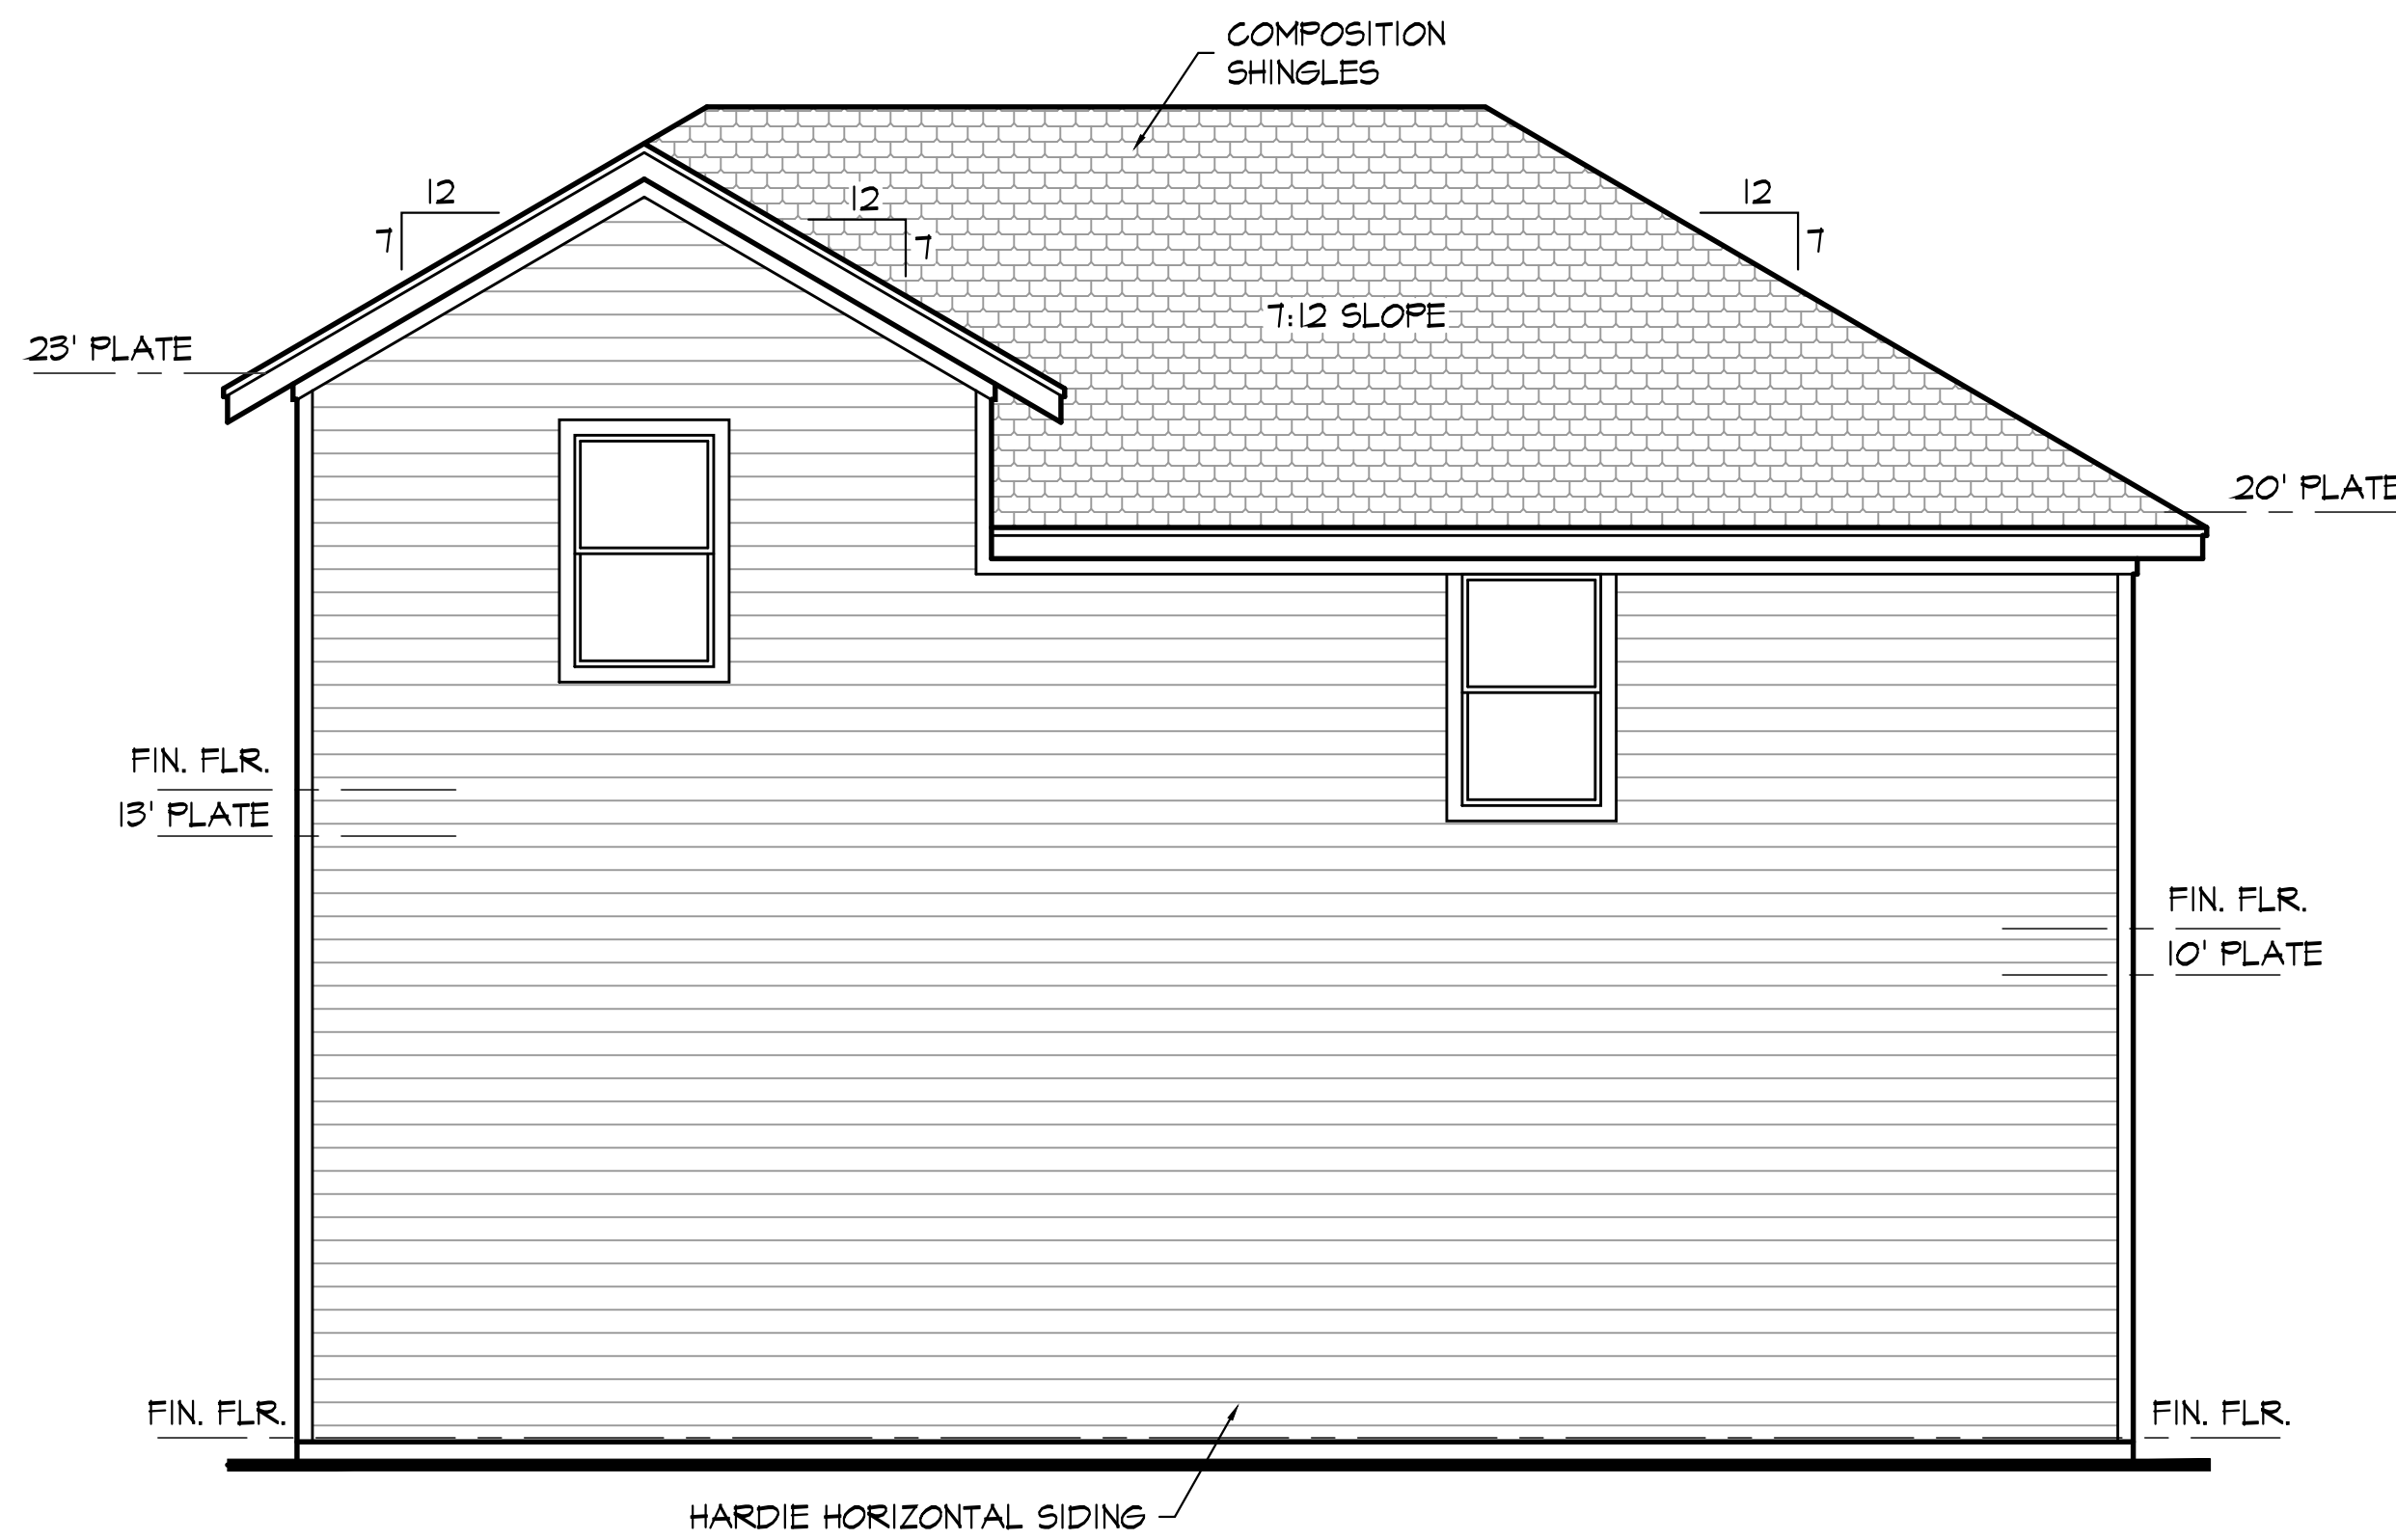 COMPOSITION
SHINGLES
12
7
12
7
12
7
7:12 SLOPE
23' PLATE
20' PLATE
FIN. FLR.
13' PLATE
FIN. FLR.
10' PLATE
FIN. FLR.
FIN. FLR.
HARDIE HORIZONTAL SIDING